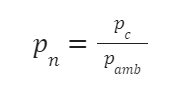 p_n = p_c / p_amb